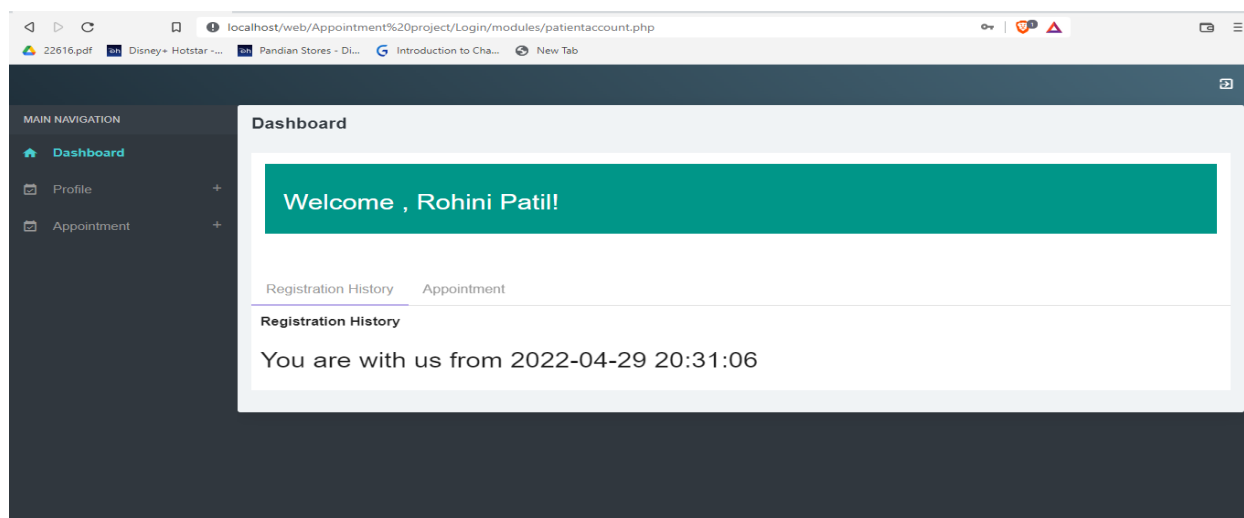 localhost/web/Appointment%20project/Login/modules/patientaccount.php
22616.pdf Disney+ Hotstar -... Pandian Stores - Di... Introduction to Cha... New Tab
MAIN NAVIGATION
Dashboard
Profile +
Appointment +
Dashboard
Welcome , Rohini Patil!
Registration History Appointment
Registration History
You are with us from 2022-04-29 20:31:06